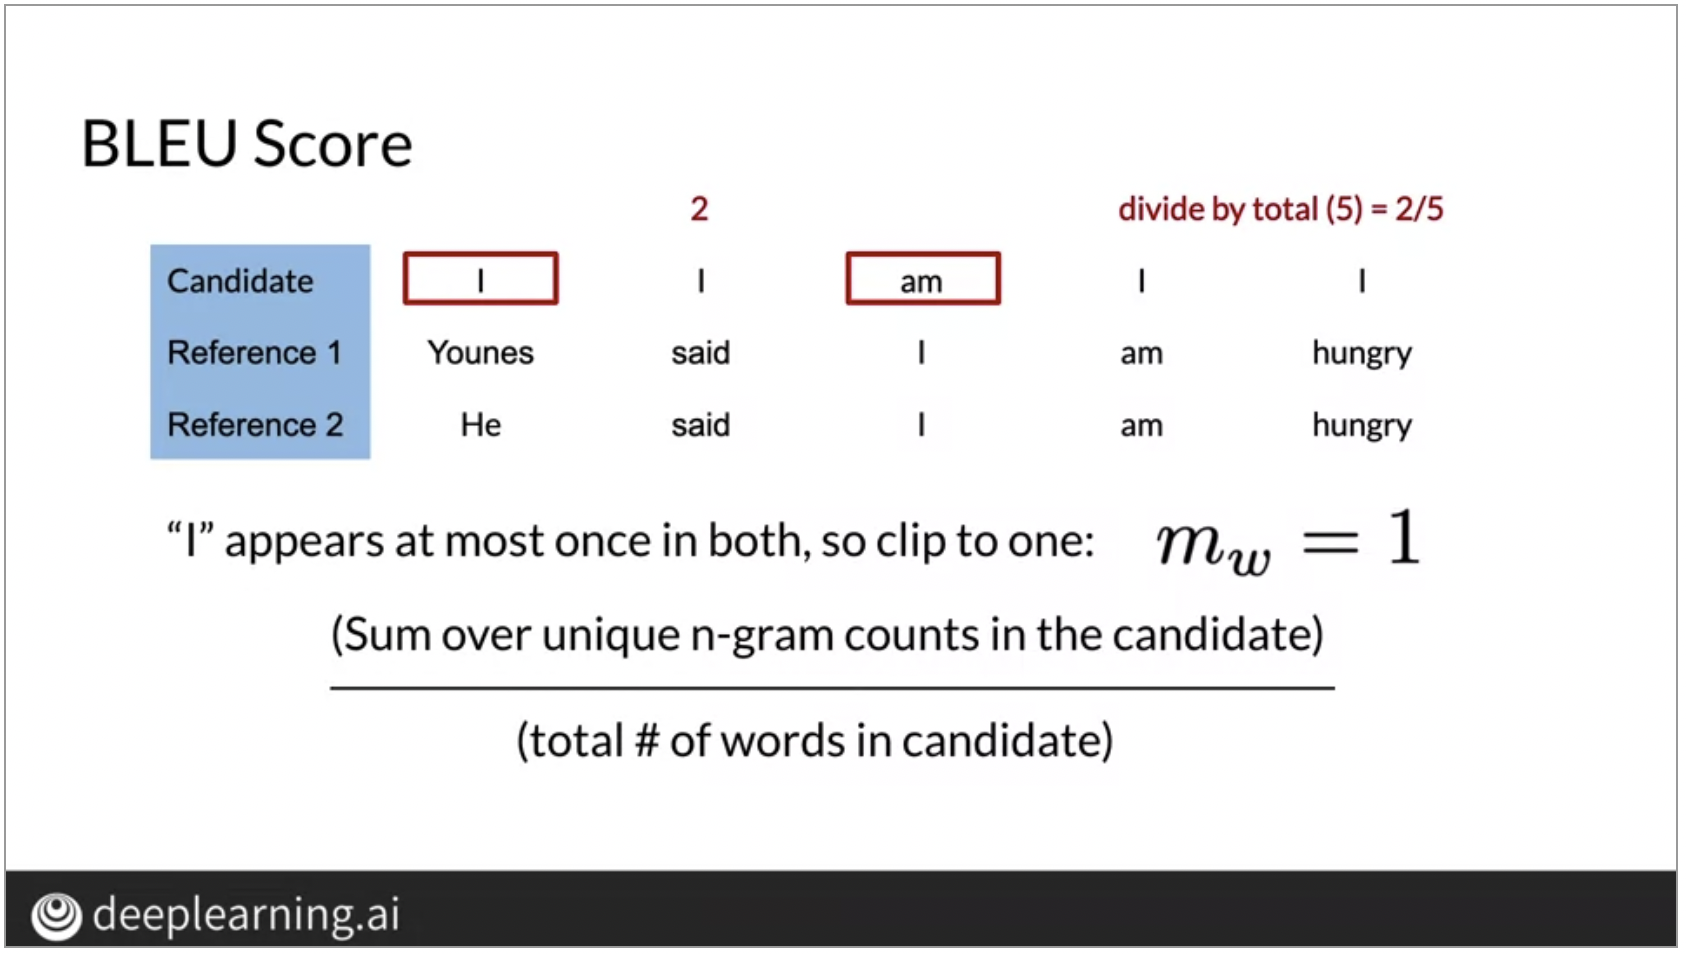 BLEU Score
2 divide by total (5) = 2/5
Candidate I I am I I
Reference 1 Younes said I am hungry
Reference 2 He said I am hungry
“I” appears at most once in both, so clip to one: m_w = 1
(Sum over unique n-gram counts in the candidate)
(total # of words in candidate)
deeplearning.ai